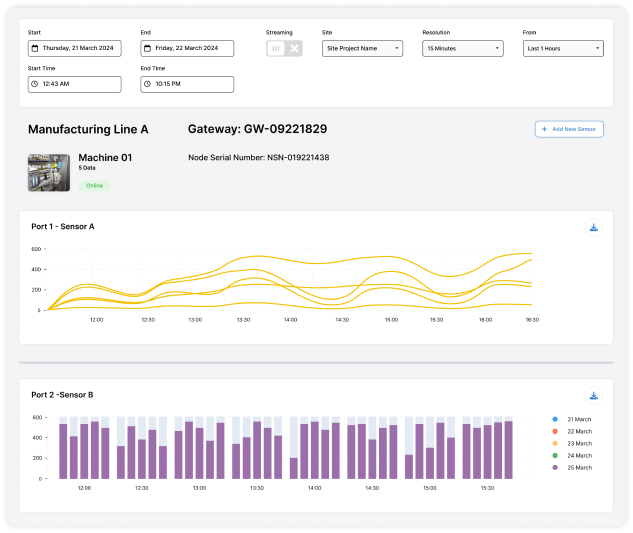 Start
End
Streaming
Site
Resolution
From
Thursday, 21 March 2024
Friday, 22 March 2024
Site Project Name
15 Minutes
Last 1 Hours
Start Time
End Time
12:43 AM
10:15 PM
Manufacturing Line A
Gateway: GW-09221829
+ Add New Sensor
Machine 01
5 Data
Online
Node Serial Number: NSN-019221438
Port 1 - Sensor A
600
400
200
0
12:00 12:30 13:00 13:30 14:00 14:30 15:00 15:30 16:00 16:30
Port 2 -Sensor B
600
400
200
0
12:00 12:30 13:00 13:30 14:00 14:30 15:00 15:30
21 March
22 March
23 March
24 March
25 March